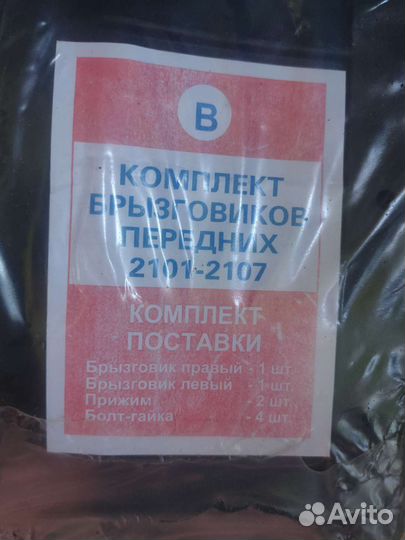 В
КОМПЛЕКТ
БРЫЗГОВИКОВ
ПЕРЕДНИХ
2101-2107
КОМПЛЕКТ
ПОСТАВКИ
Брызговик правый - 1 шт.
Брызговик левый - 1 шт.
Прижим - 2 шт.
Болт-гайка - 4 шт.
Avito